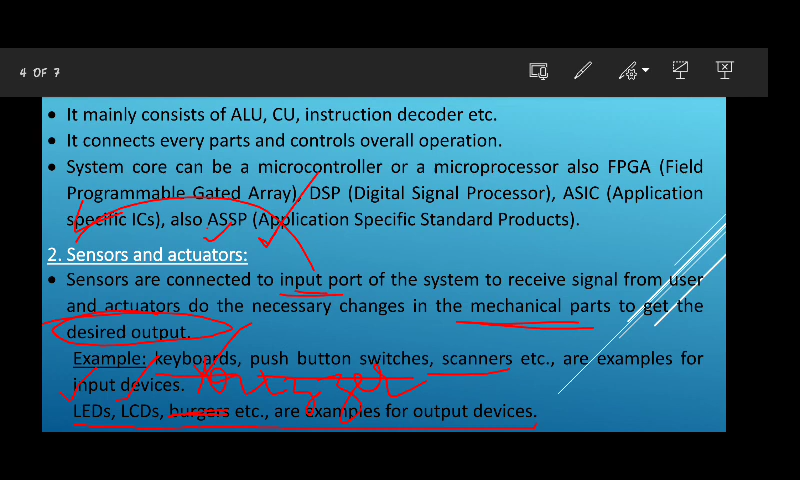 4 OF 7
• It mainly consists of ALU, CU, instruction decoder etc.
• It connects every parts and controls overall operation.
• System core can be a microcontroller or a microprocessor also FPGA (Field
Programmable Gated Array), DSP (Digital Signal Processor), ASIC (Application
specific ICs), also ASSP (Application Specific Standard Products).
2. Sensors and actuators:
• Sensors are connected to input port of the system to receive signal from user
and actuators do the necessary changes in the mechanical parts to get the
desired output.
Example: keyboards, push button switches, scanners etc., are examples for
input devices.
LEDs, LCDs, burgers etc., are examples for output devices.